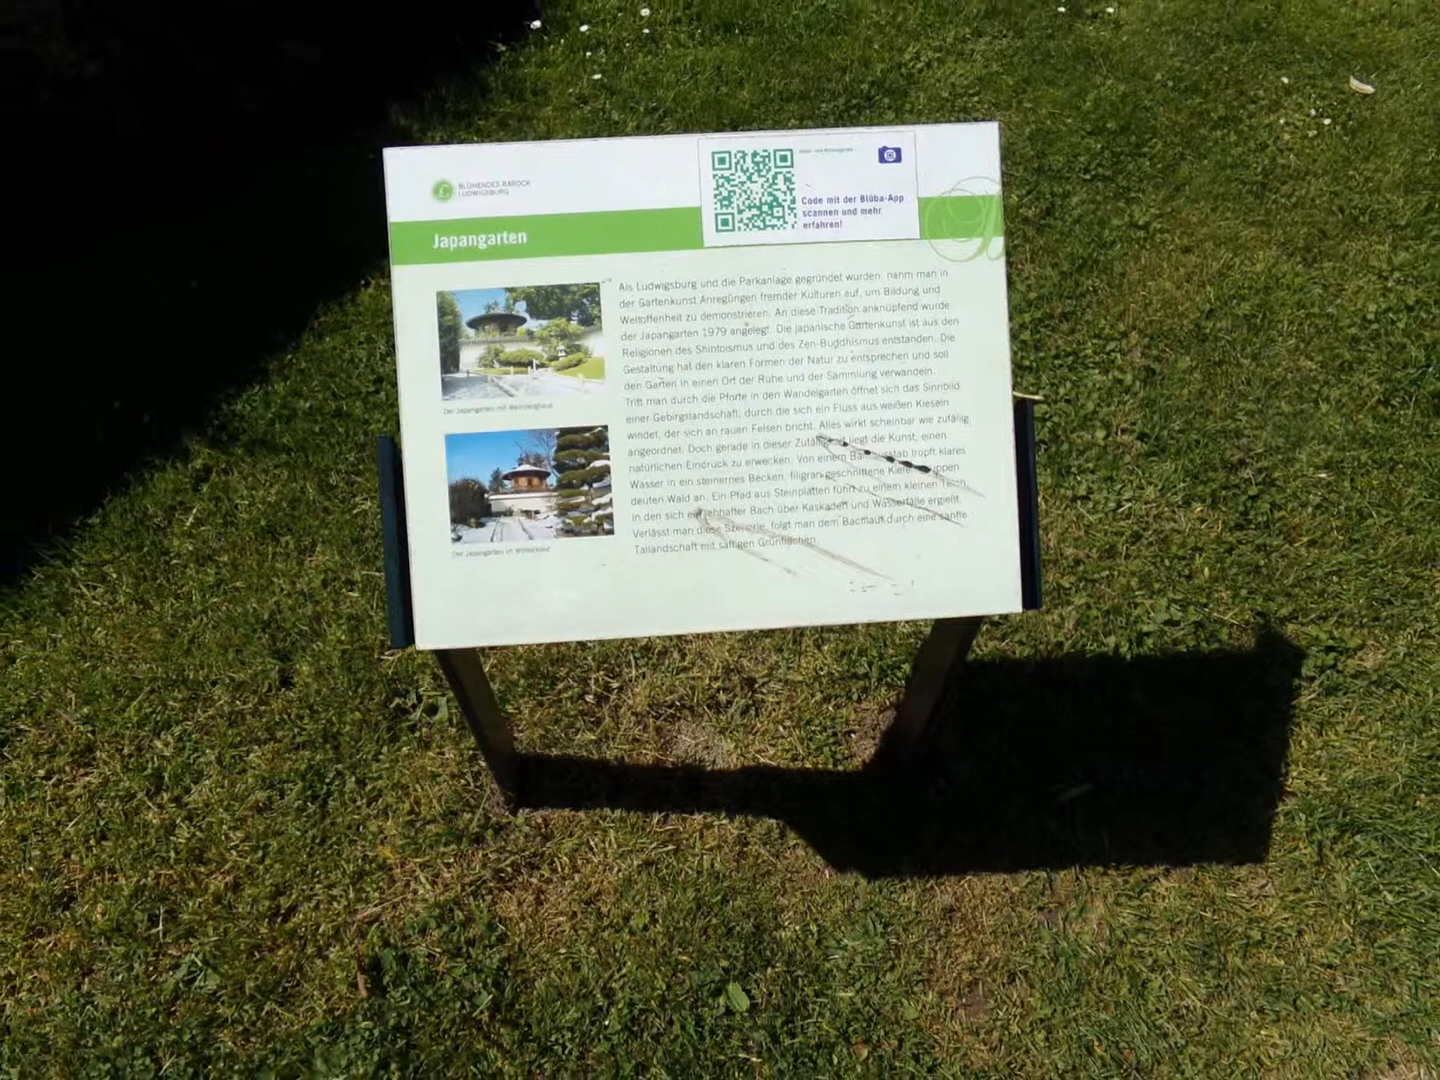 BLÜHENDES BAROCK
LUDWIGSBURG
Code mit der Blüba-App
scannen und mehr
erfahren!
Japangarten
Als Ludwigsburg und die Parkanlage gegründet wurden, nahm man in
der Gartenkunst Anregungen fremder Kulturen auf, um Bildung und
Weltoffenheit zu demonstrieren. An diese Tradition anknüpfend wurde
der Japangarten 1979 angelegt. Die japanische Gartenkunst ist aus den
Religionen des Shintoismus und des Zen-Buddhismus entstanden. Die
Gestaltung hat den klaren Formen der Natur zu entsprechen und soll
den Garten in einen Ort der Ruhe und der Sammlung verwandeln.
Tritt man durch die Pforte in den Wandelgarten öffnet sich das Sinnbild
einer Gebirgslandschaft, durch die sich ein Fluss aus weißen Kieseln
windet, der sich an rauen Felsen bricht. Alles wirkt scheinbar wie zufällig
angeordnet. Doch gerade in dieser liegt die Kunst, einen
natürlichen Eindruck zu erwecken. Von einem tropft klares
Wasser in ein steinernes Becken, filigran geschnittene
deuten Wald an. Ein Pfad aus Steinplatten führt zu einem kleinen Teich,
in den sich ein Bach über Kaskaden und Wasserfälle ergießt.
Verlässt man diese Szenerie, folgt man dem Bachlauf durch eine sanfte
Tallandschaft mit saftigen Grünflächen.
Der Japangarten mit
Der Japangarten im Winterkleid